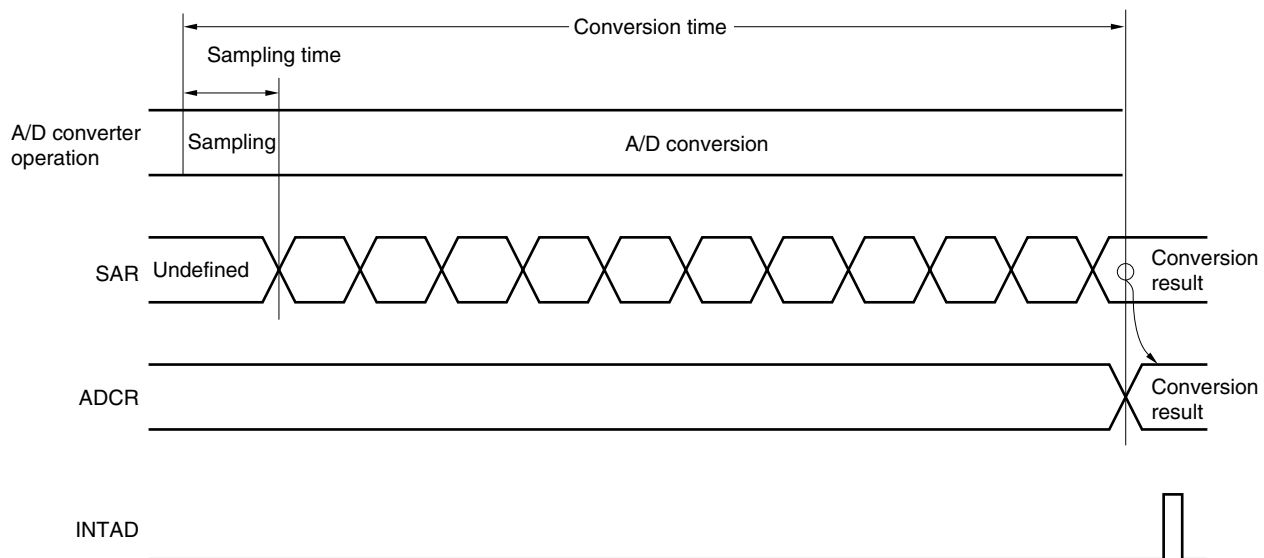 Conversion time
Sampling time
A/D converter
operation
Sampling
A/D conversion
SAR
Undefined
Conversion
result
ADCR
Conversion
result
INTAD